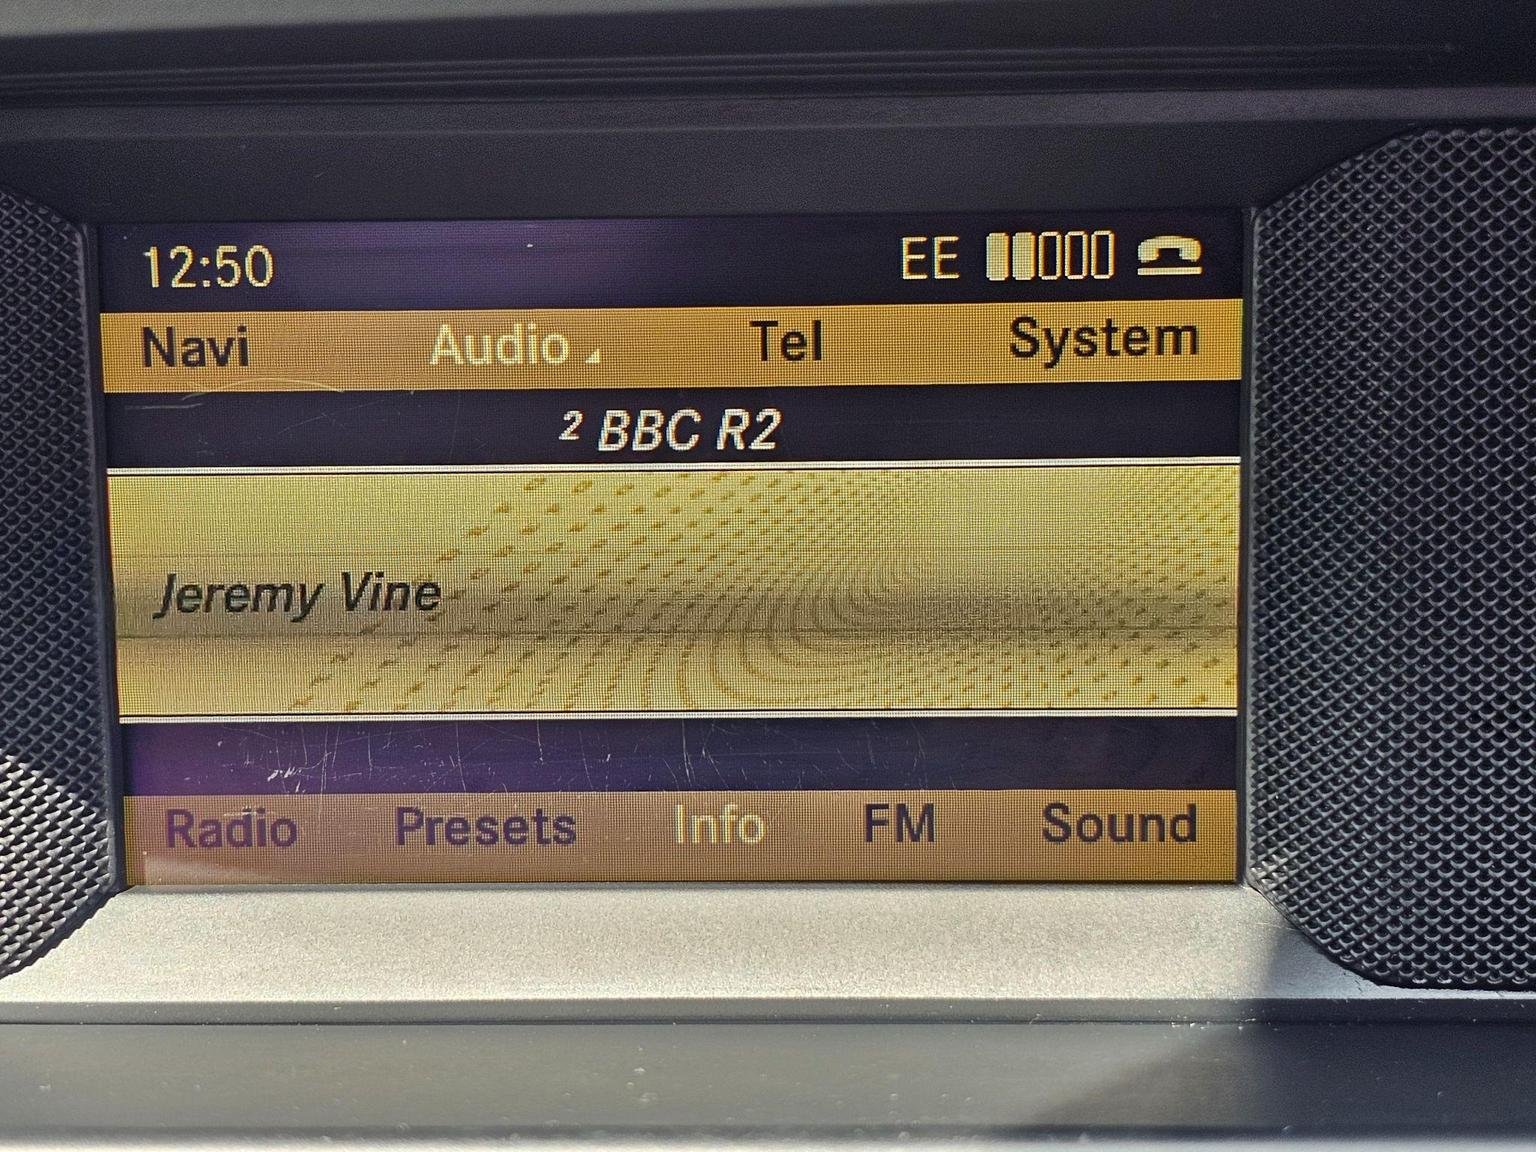 12:50 EE
Navi Audio Tel System
2 BBC R2
Jeremy Vine
Radio Presets Info FM Sound